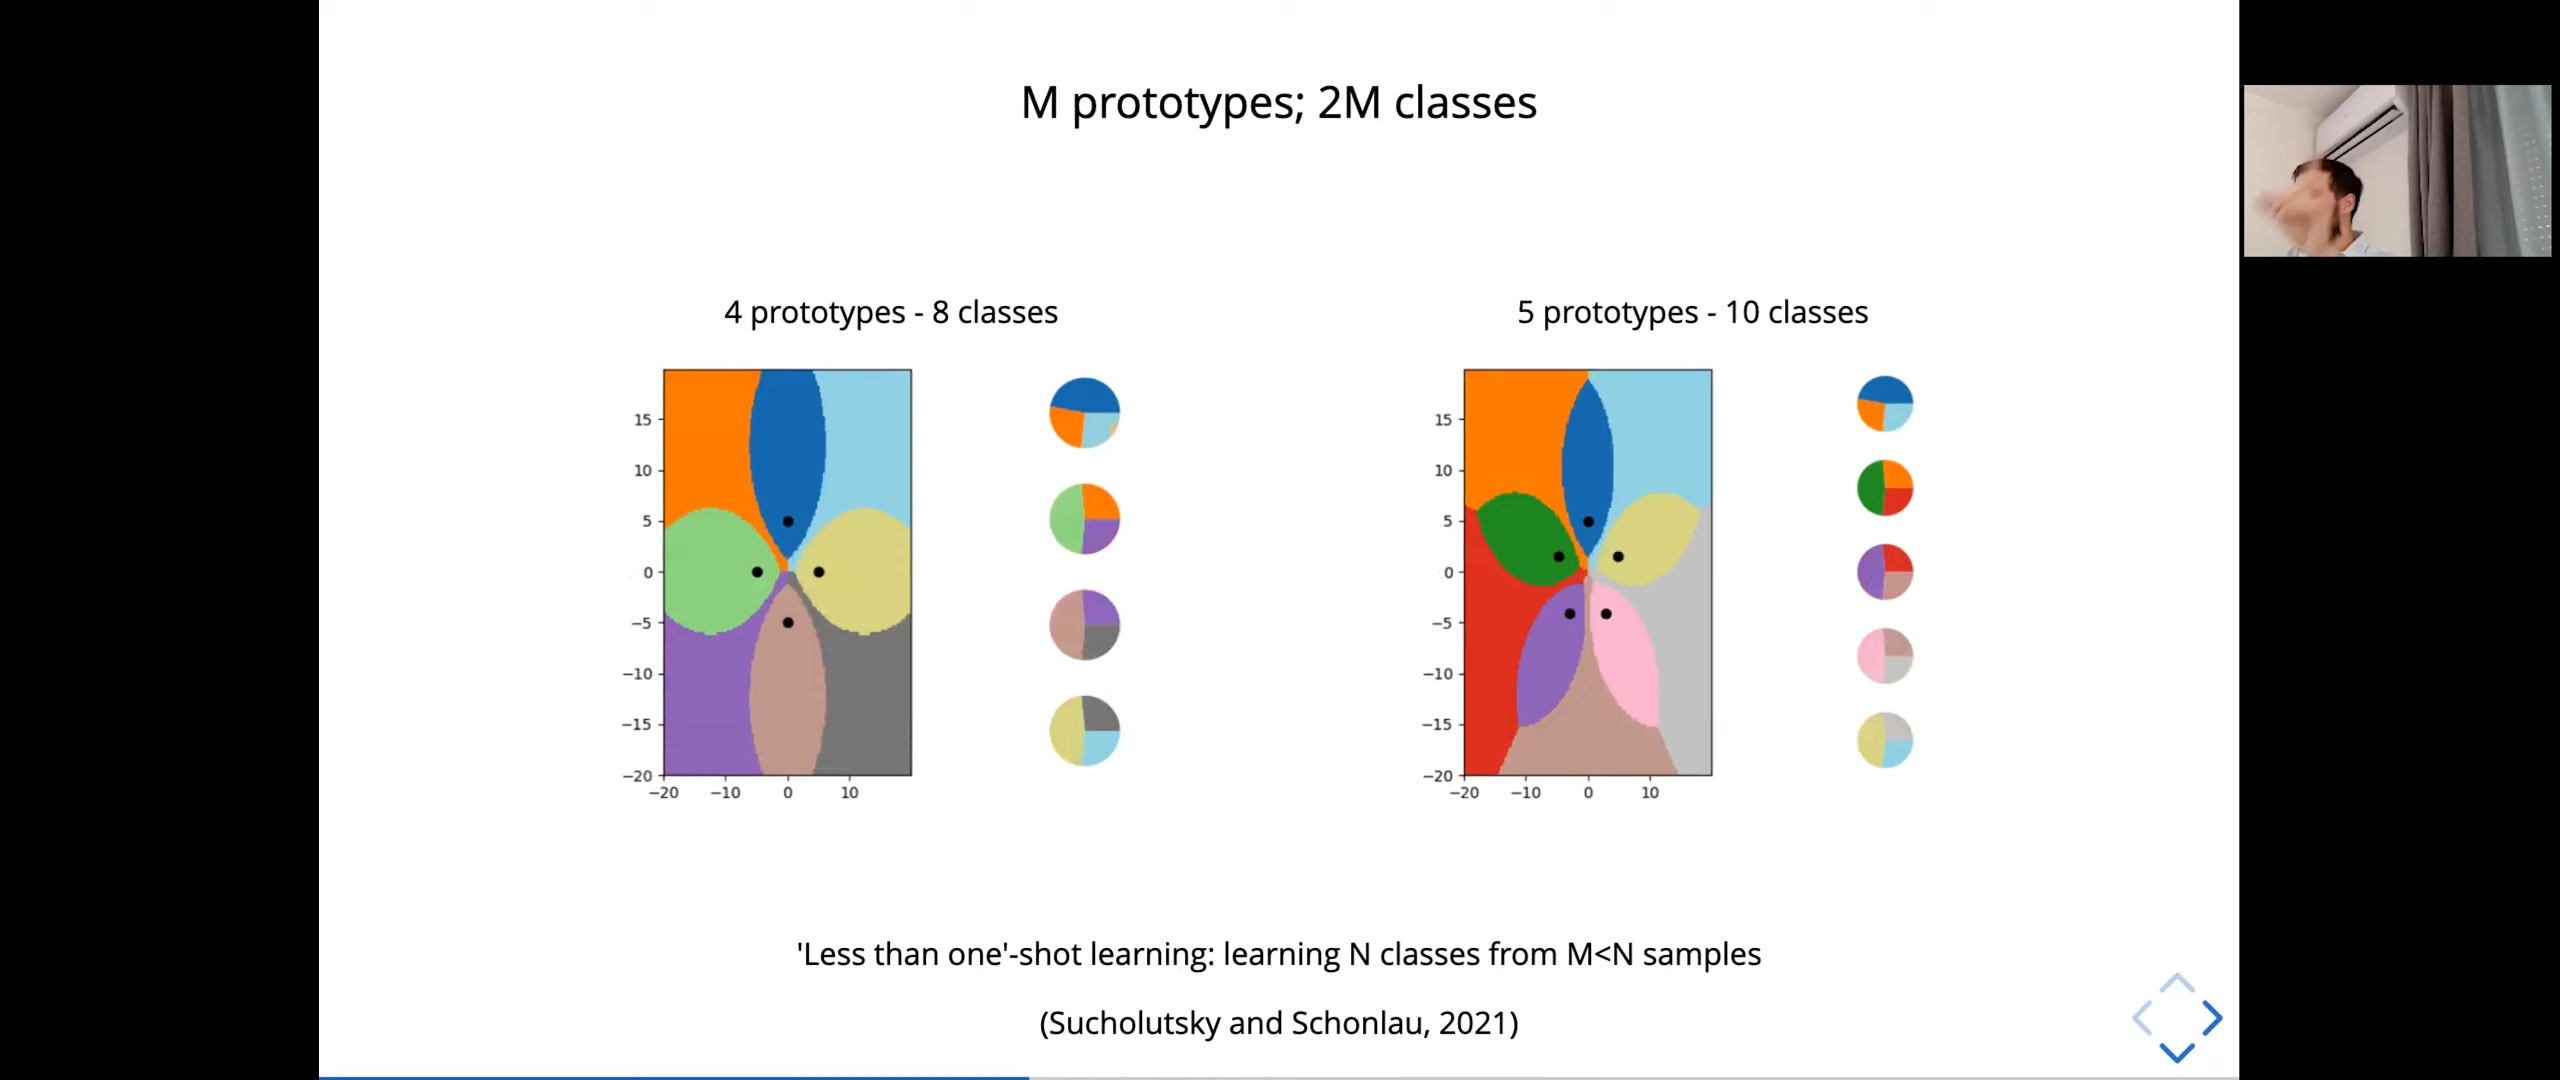 M prototypes; 2M classes
4 prototypes - 8 classes
5 prototypes - 10 classes
15
10
5
0
−5
−10
−15
−20
−20 −10 0 10
15
10
5
0
−5
−10
−15
−20
−20 −10 0 10
'Less than one'-shot learning: learning N classes from M<N samples
(Sucholutsky and Schonlau, 2021)